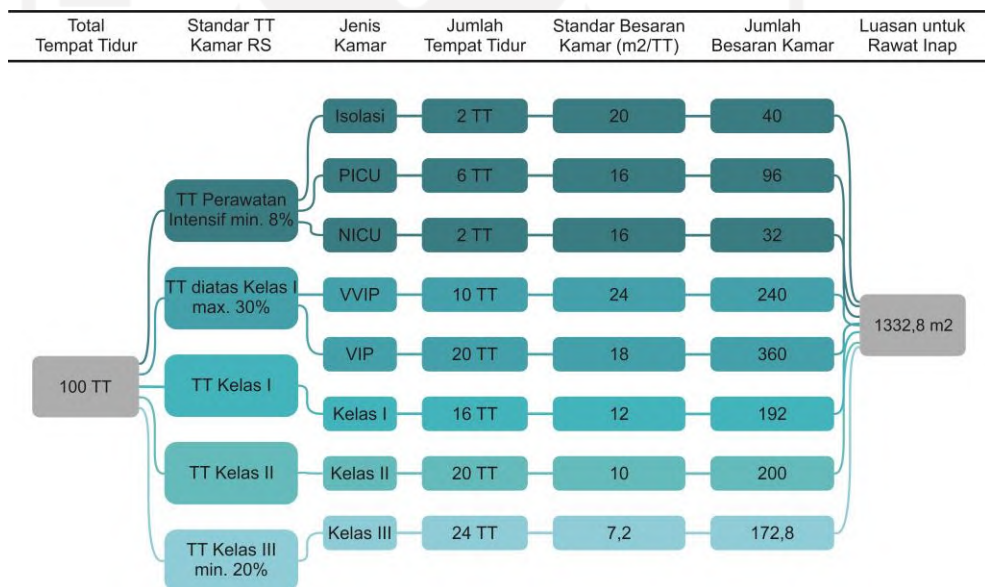 Total
Tempat Tidur
Standar TT
Kamar RS
Jenis
Kamar
Jumlah
Tempat Tidur
Standar Besaran
Kamar (m2/TT)
Jumlah
Besaran Kamar
Luasan untuk
Rawat Inap
100 TT
TT Perawatan
Intensif min. 8%
Isolasi
2 TT
20
40
PICU
6 TT
16
96
NICU
2 TT
16
32
TT diatas Kelas I
max. 30%
VVIP
10 TT
24
240
VIP
20 TT
18
360
TT Kelas I
Kelas I
16 TT
12
192
TT Kelas II
Kelas II
20 TT
10
200
TT Kelas III
min. 20%
Kelas III
24 TT
7,2
172,8
1332,8 m2